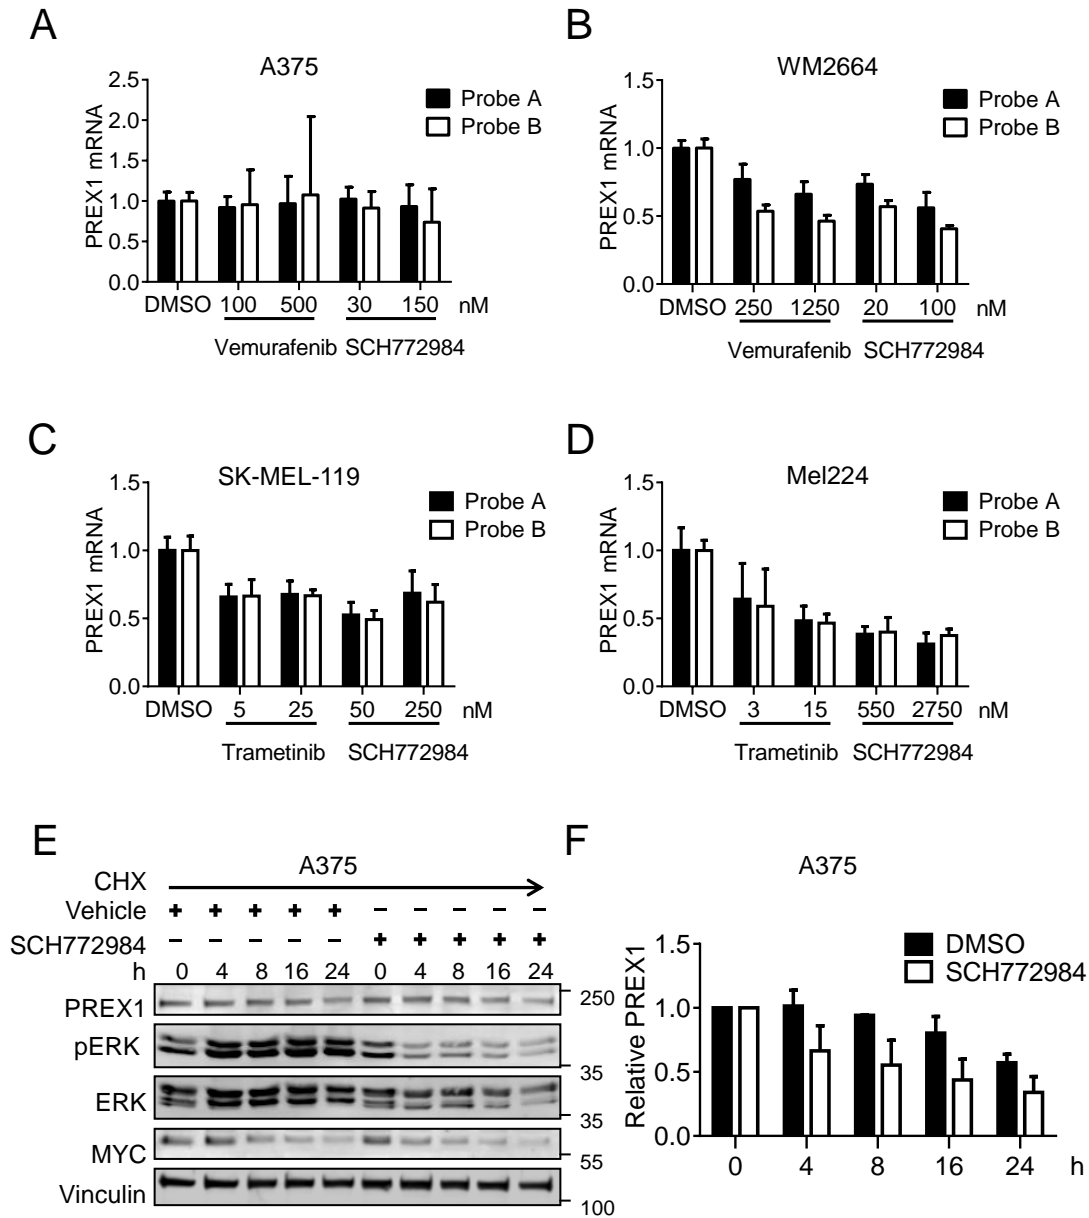 A
A375
PREX1 mRNA
2.5
2.0
1.5
1.0
0.5
0.0
Probe A
Probe B
DMSO 100 500 30 150 nM
Vemurafenib SCH772984
B
WM2664
PREX1 mRNA
1.5
1.0
0.5
0.0
Probe A
Probe B
DMSO 250 1250 20 100 nM
Vemurafenib SCH772984
C
SK-MEL-119
PREX1 mRNA
1.5
1.0
0.5
0.0
Probe A
Probe B
DMSO 5 25 50 250 nM
Trametinib SCH772984
D
Mel224
PREX1 mRNA
1.5
1.0
0.5
0.0
Probe A
Probe B
DMSO 3 15 550 2750 nM
Trametinib SCH772984
E
A375
CHX
Vehicle + + + + + – – – – –
SCH772984 – – – – – + + + + +
h 0 4 8 16 24 0 4 8 16 24
PREX1 250
pERK 35
ERK 35
MYC 55
Vinculin 100
F
A375
Relative PREX1
1.5
1.0
0.5
0.0
DMSO
SCH772984
0 4 8 16 24 h